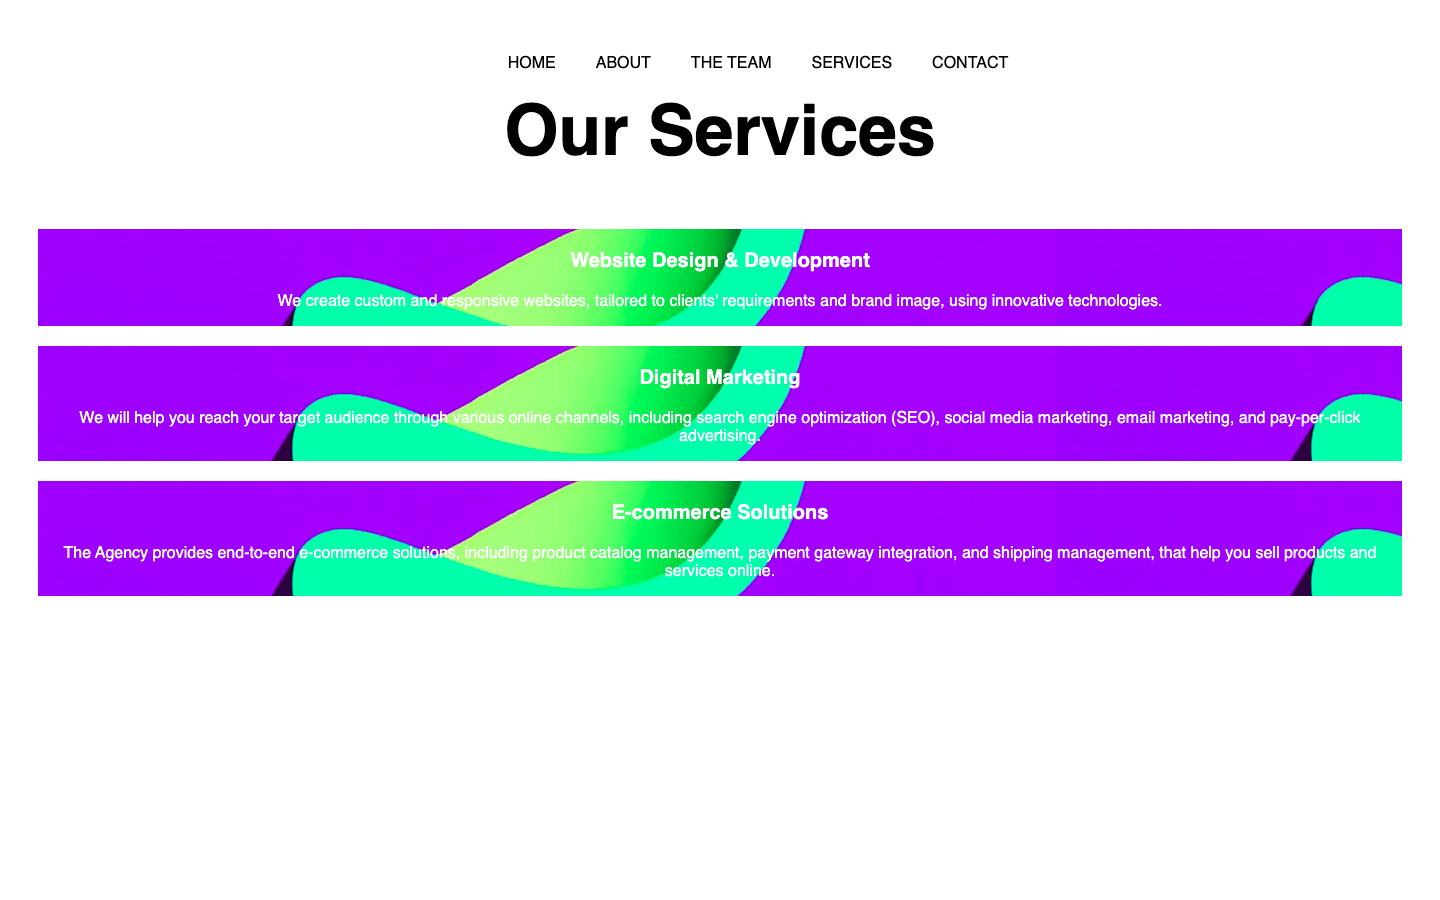 HOME ABOUT THE TEAM SERVICES CONTACT
Our Services
Website Design & Development
We create custom and responsive websites, tailored to clients' requirements and brand image, using innovative technologies.
Digital Marketing
We will help you reach your target audience through various online channels, including search engine optimization (SEO), social media marketing, email marketing, and pay-per-click
advertising.
E-commerce Solutions
The Agency provides end-to-end e-commerce solutions, including product catalog management, payment gateway integration, and shipping management, that help you sell products and
services online.